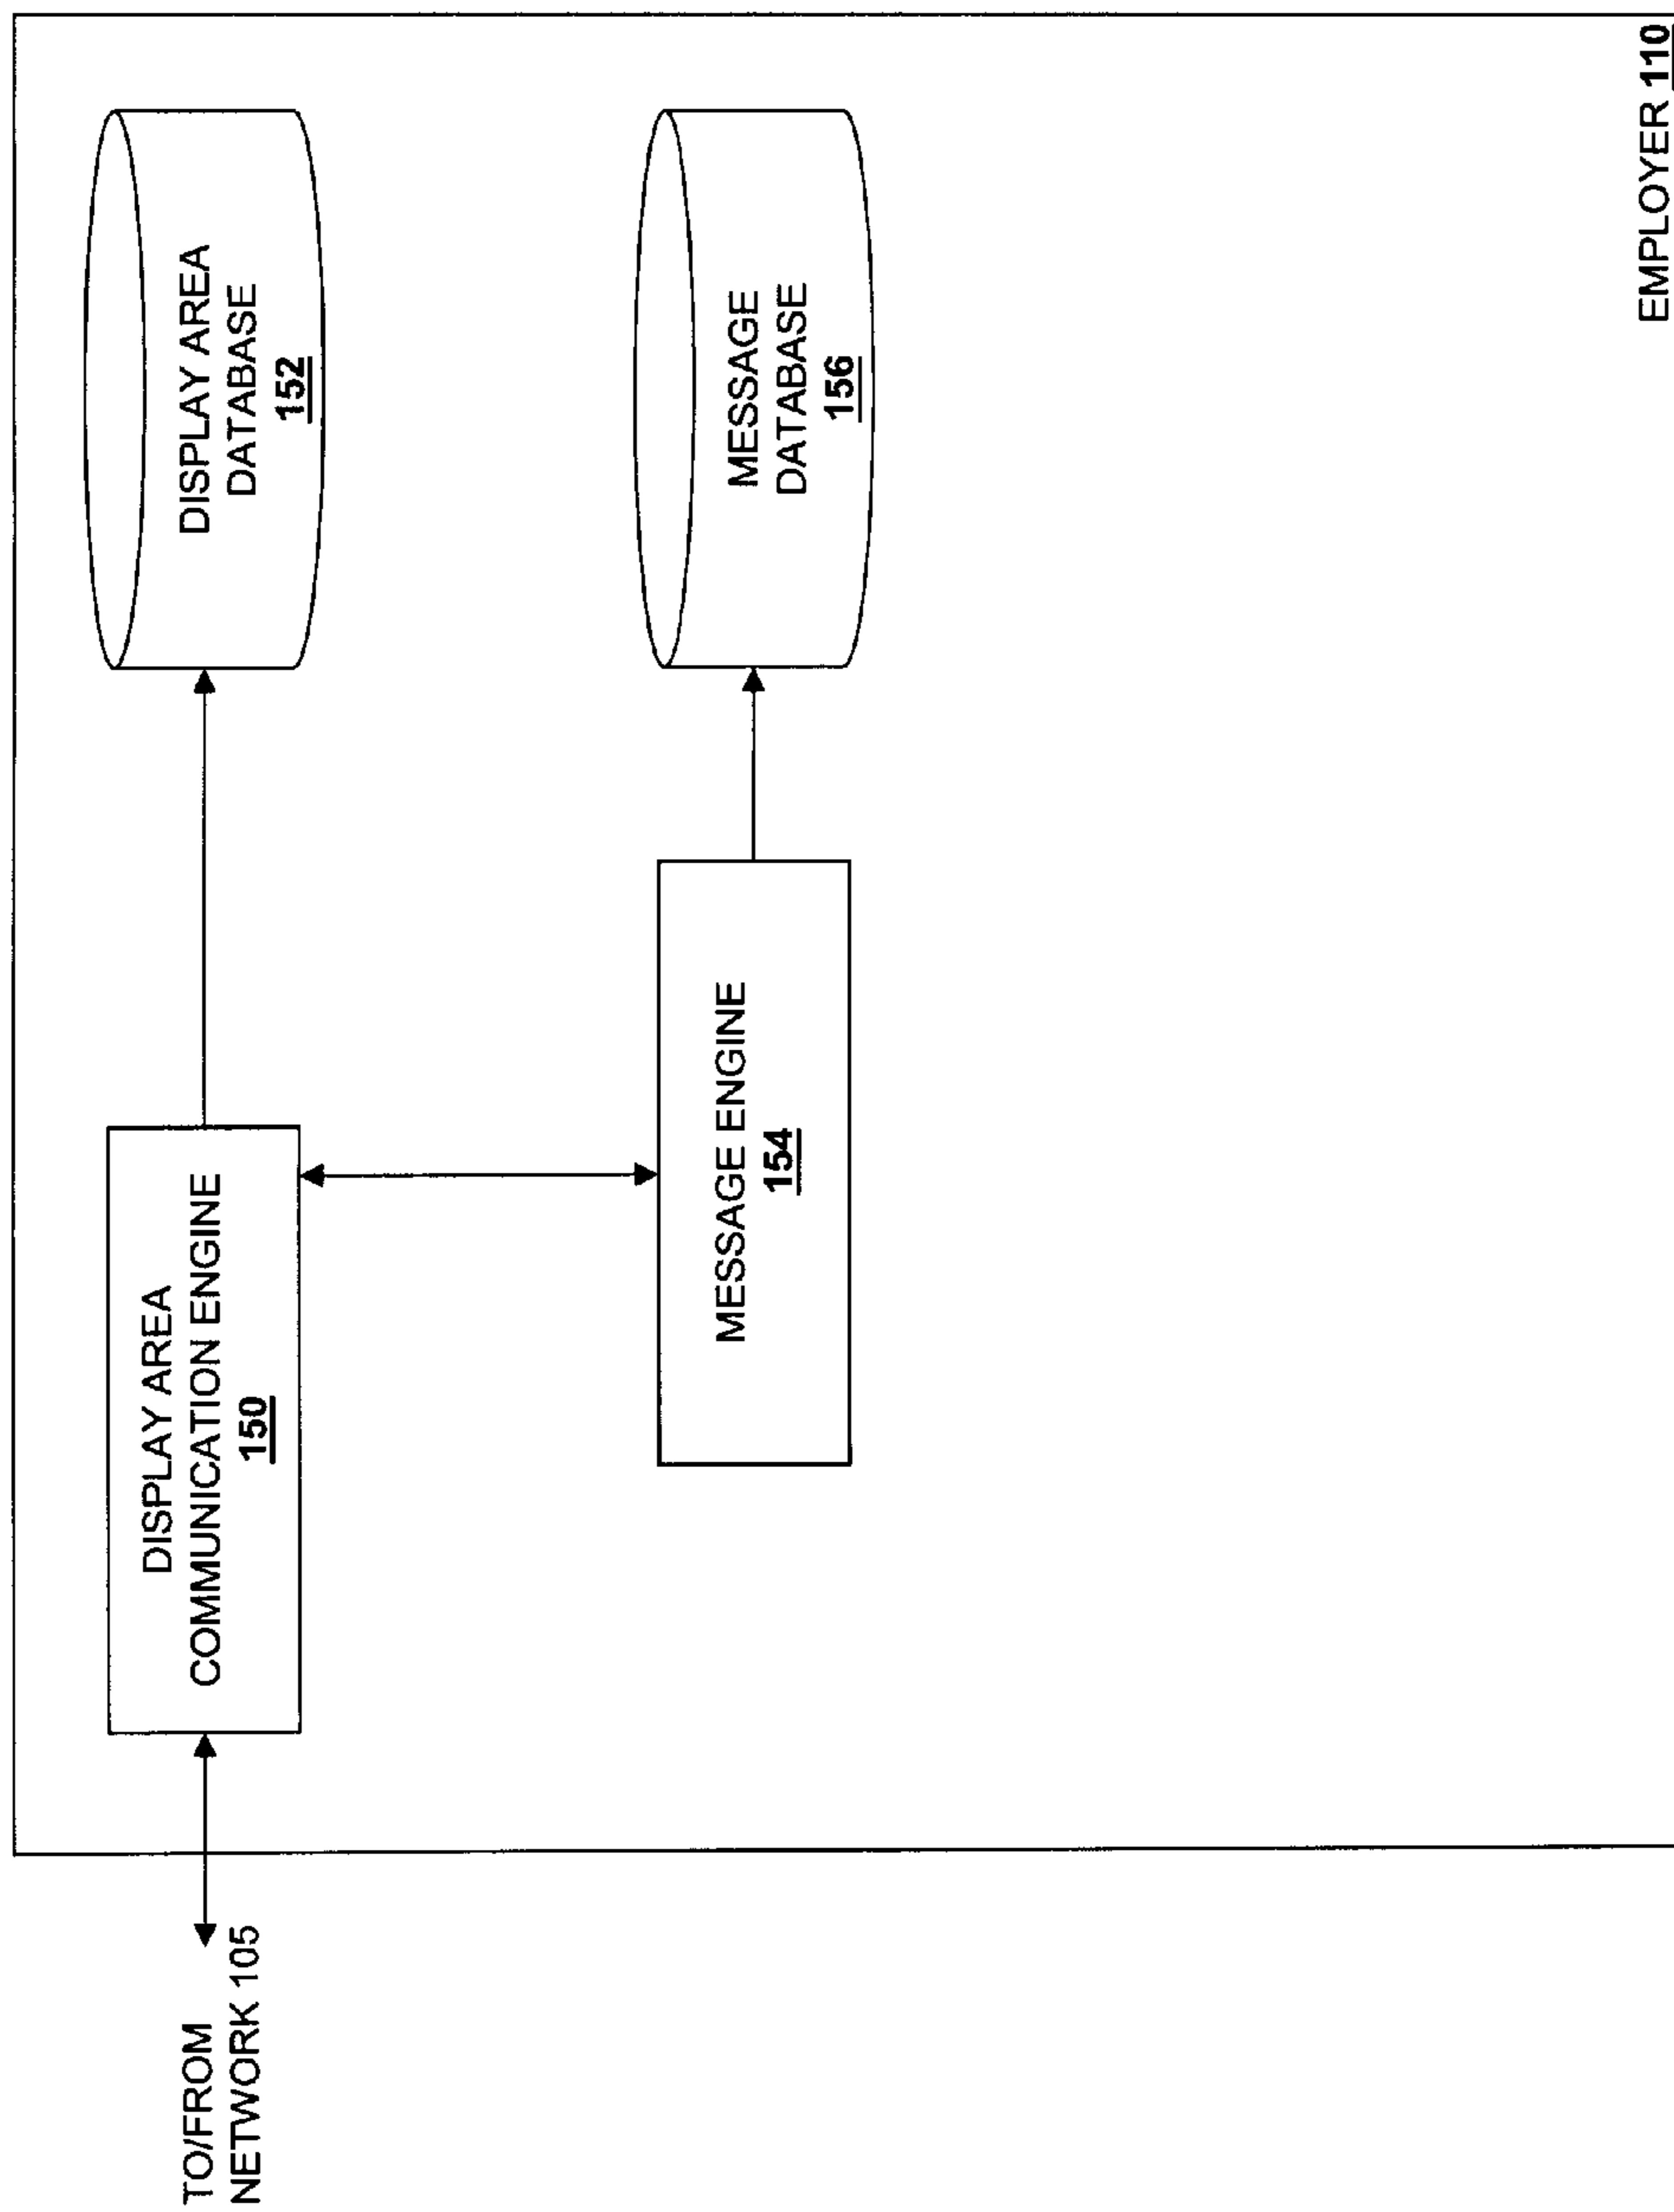 TO/FROM
NETWORK 105
DISPLAY AREA
COMMUNICATION ENGINE
150
DISPLAY AREA
DATABASE
152
MESSAGE ENGINE
154
MESSAGE
DATABASE
156
EMPLOYER 110